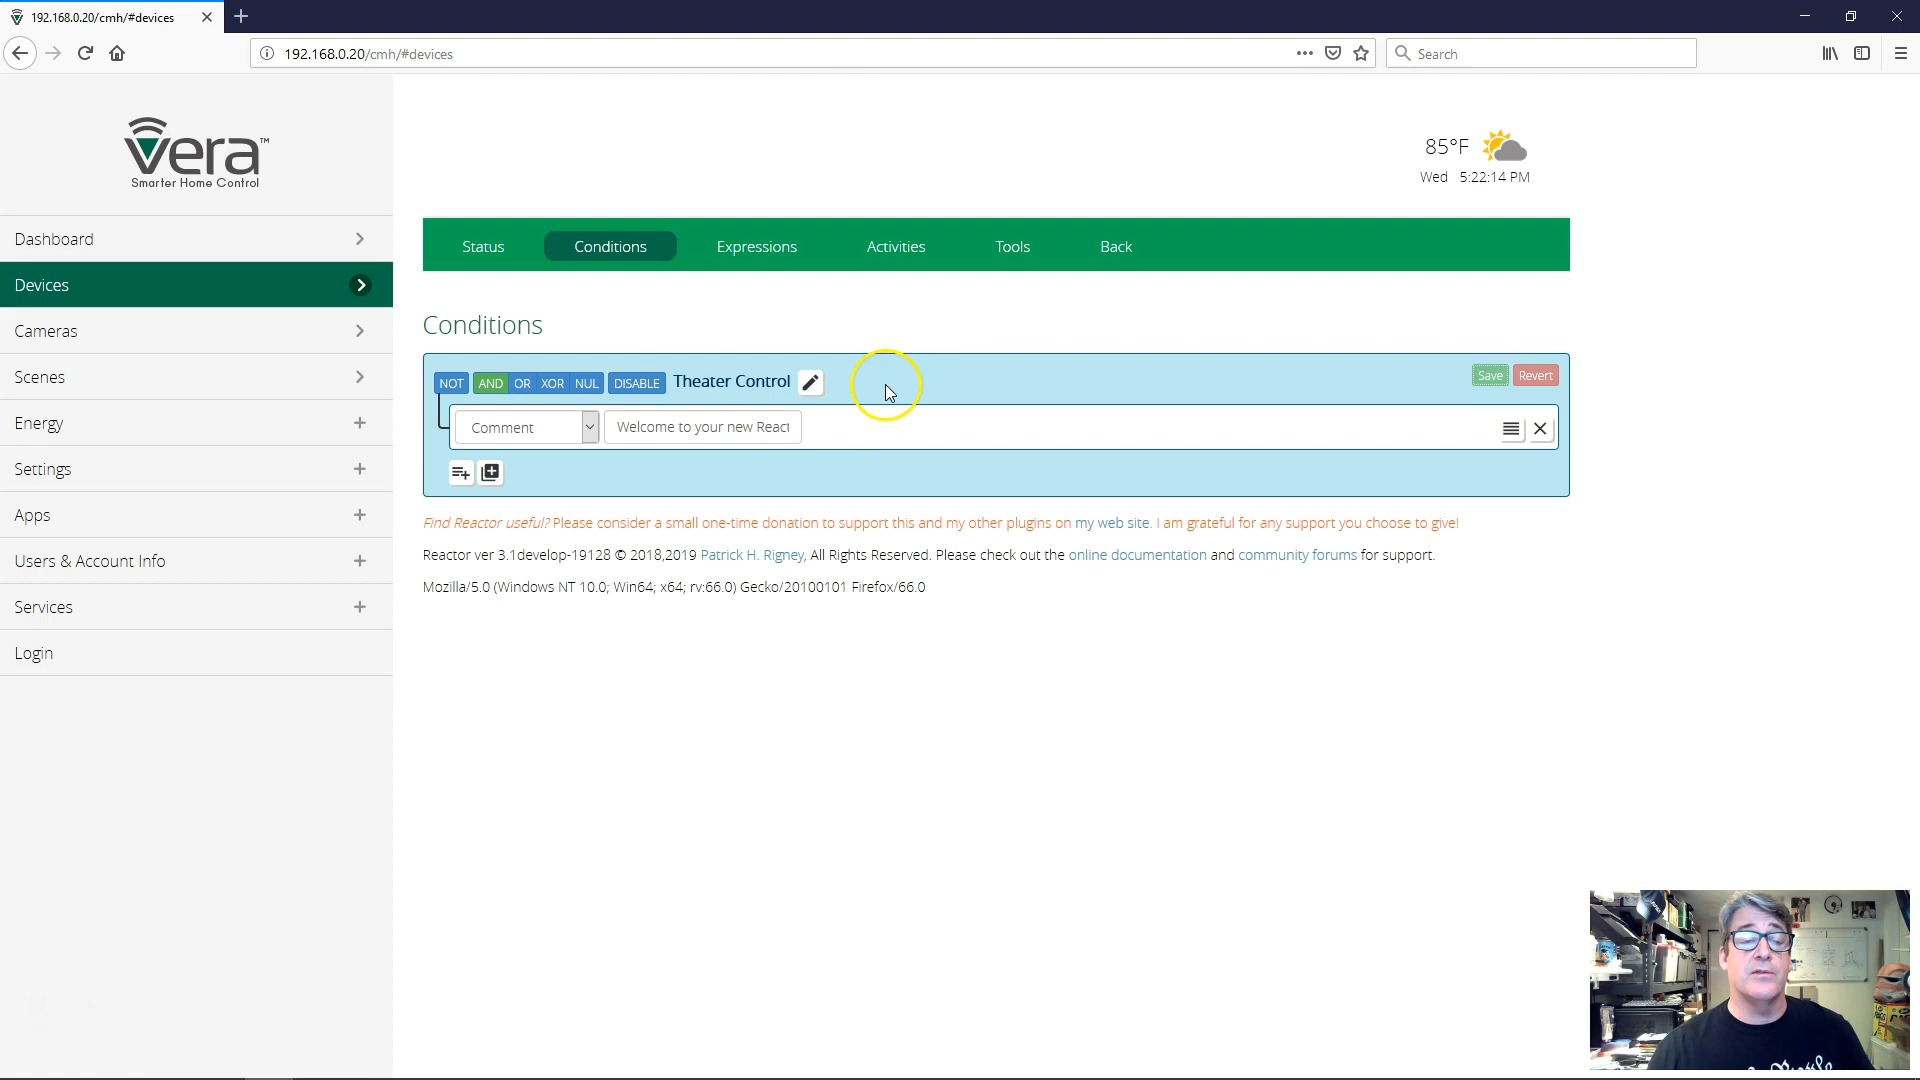 192.168.0.20/cmh/#devices
192.168.0.20/cmh/#devices
Search
Vera™
Smarter Home Control
85°F
Wed 5:22:14 PM
Dashboard
Devices
Cameras
Scenes
Energy
Settings
Apps
Users & Account Info
Services
Login
Status Conditions Expressions Activities Tools Back
Conditions
NOT AND OR XOR NUL DISABLE Theater Control Save Revert
Comment Welcome to your new React
Find Reactor useful? Please consider a small one-time donation to support this and my other plugins on my web site. I am grateful for any support you choose to give!
Reactor ver 3.1develop-19128 © 2018,2019 Patrick H. Rigney, All Rights Reserved. Please check out the online documentation and community forums for support.
Mozilla/5.0 (Windows NT 10.0; Win64; x64; rv:66.0) Gecko/20100101 Firefox/66.0